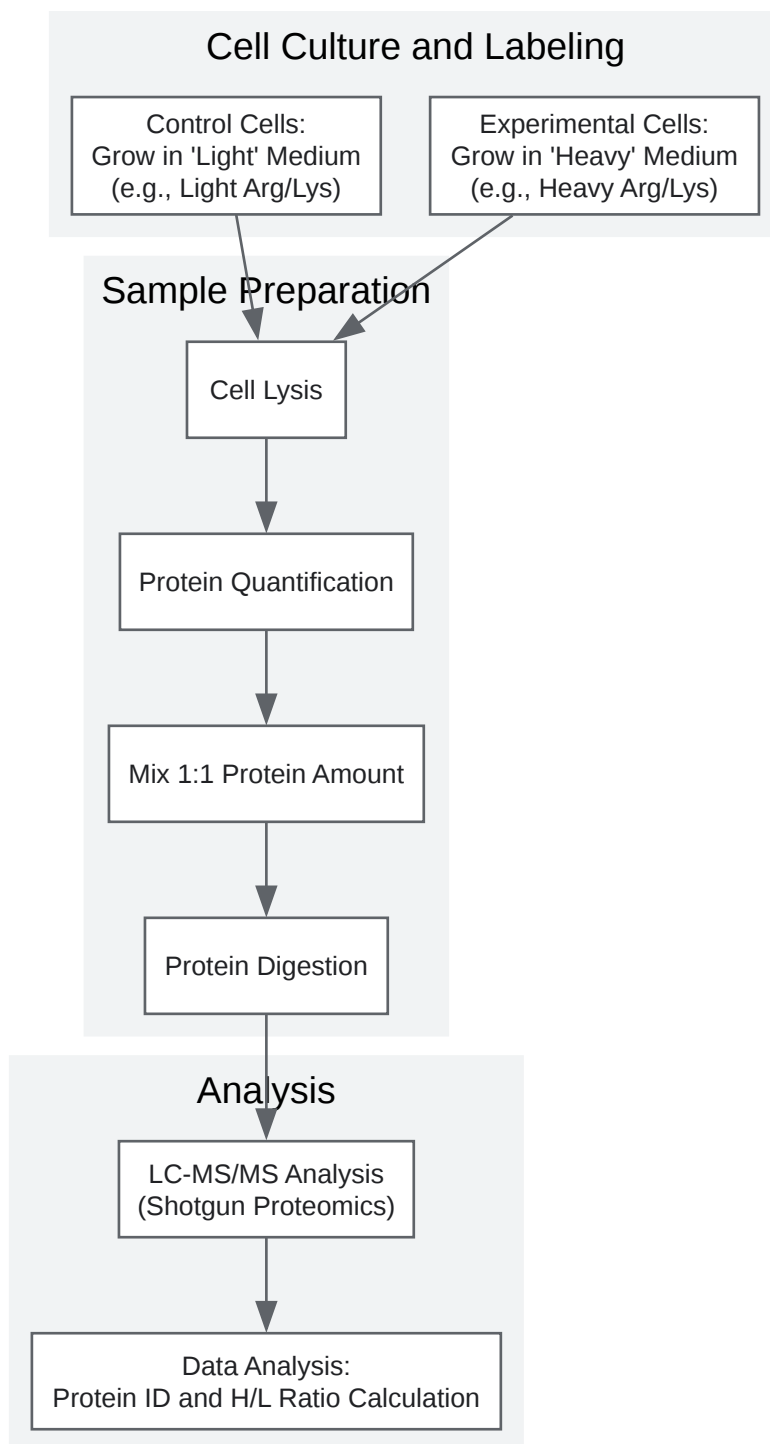 Cell Culture and Labeling
Control Cells:
Grow in 'Light' Medium
(e.g., Light Arg/Lys)
Experimental Cells:
Grow in 'Heavy' Medium
(e.g., Heavy Arg/Lys)
Sample Preparation
Cell Lysis
Protein Quantification
Mix 1:1 Protein Amount
Protein Digestion
Analysis
LC-MS/MS Analysis
(Shotgun Proteomics)
Data Analysis:
Protein ID and H/L Ratio Calculation